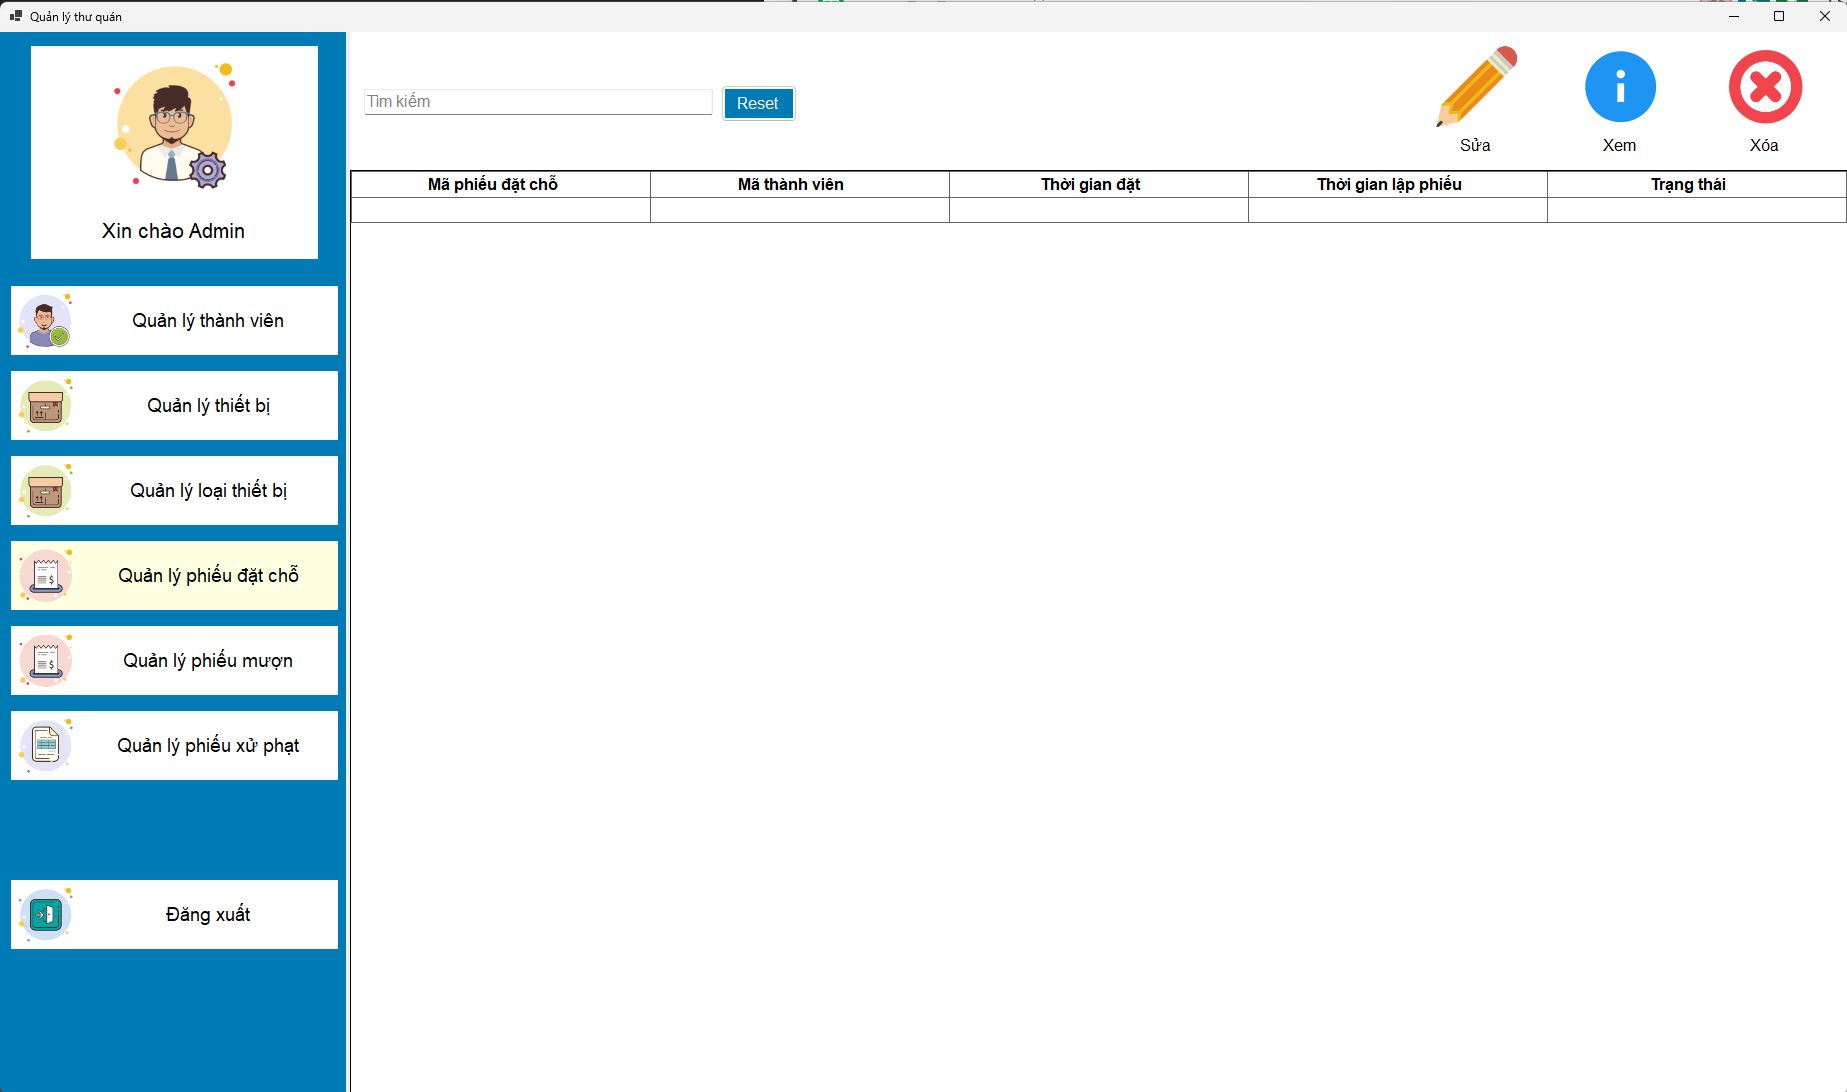 Quản lý thư quán
Xin chào Admin
Quản lý thành viên
Quản lý thiết bị
Quản lý loại thiết bị
Quản lý phiếu đặt chỗ
Quản lý phiếu mượn
Quản lý phiếu xử phạt
Đăng xuất
Tìm kiếm
Reset
Sửa
Xem
Xóa
Mã phiếu đặt chỗ
Mã thành viên
Thời gian đặt
Thời gian lập phiếu
Trạng thái